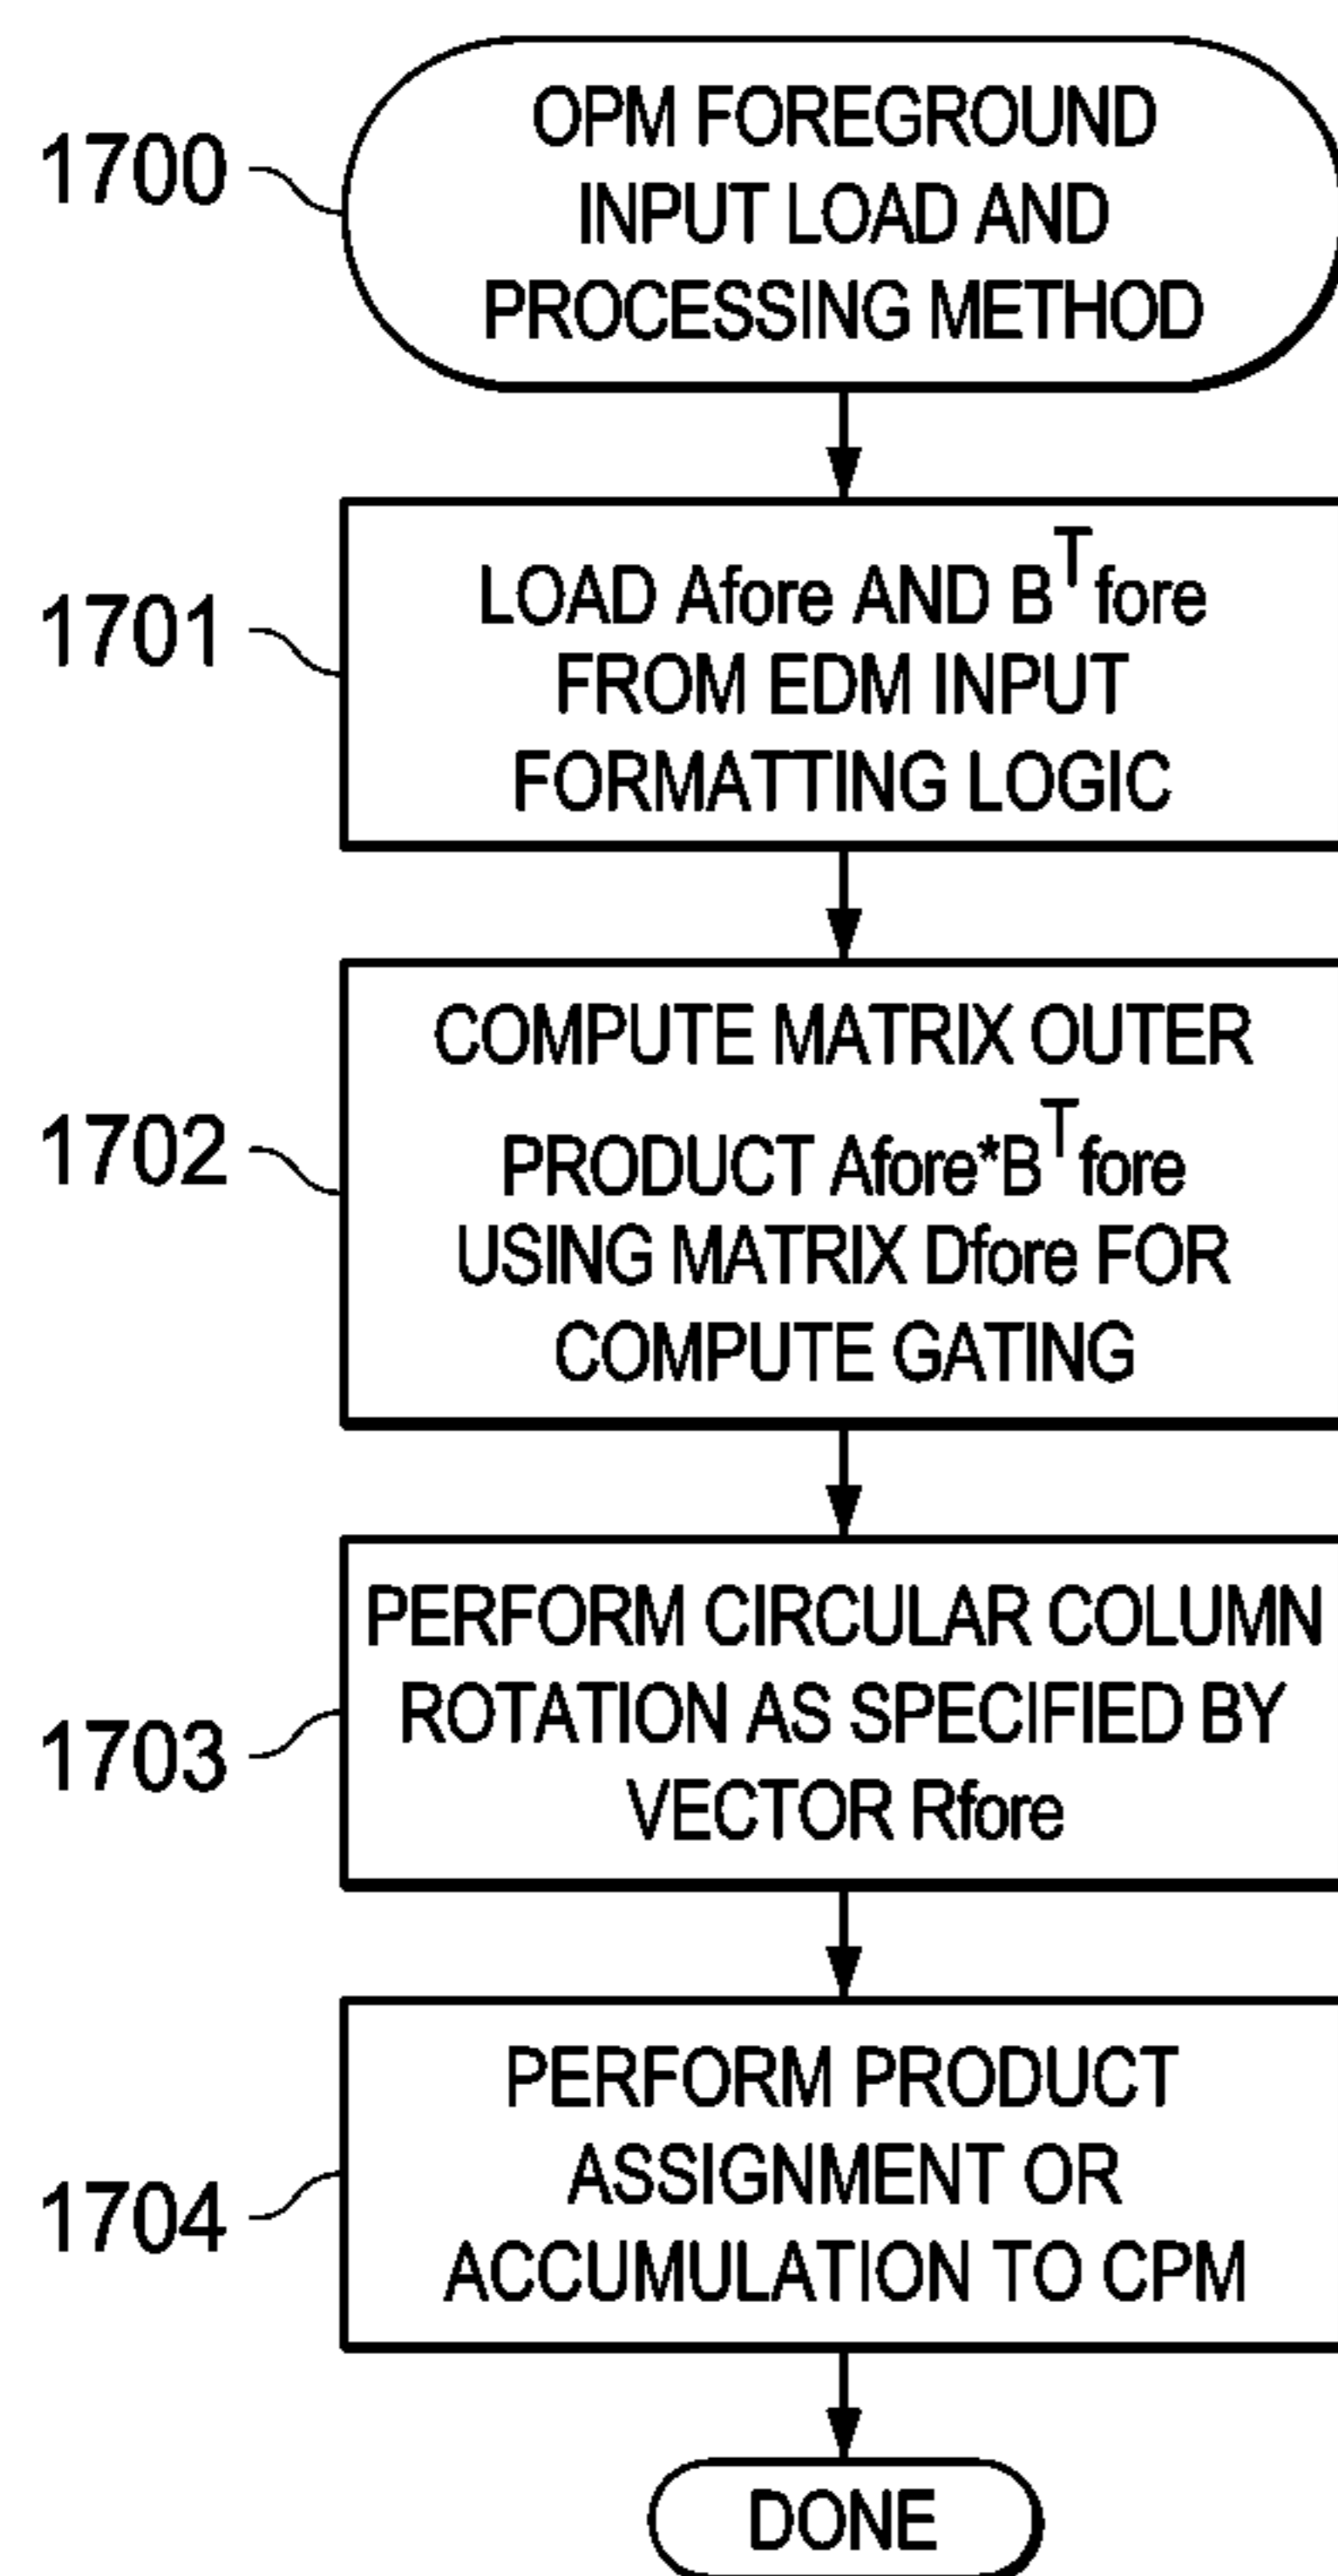 1700
OPM FOREGROUND
INPUT LOAD AND
PROCESSING METHOD
1701
LOAD Afore AND B^T fore
FROM EDM INPUT
FORMATTING LOGIC
1702
COMPUTE MATRIX OUTER
PRODUCT Afore*B^T fore
USING MATRIX Dfore FOR
COMPUTE GATING
1703
PERFORM CIRCULAR COLUMN
ROTATION AS SPECIFIED BY
VECTOR Rfore
1704
PERFORM PRODUCT
ASSIGNMENT OR
ACCUMULATION TO CPM
DONE